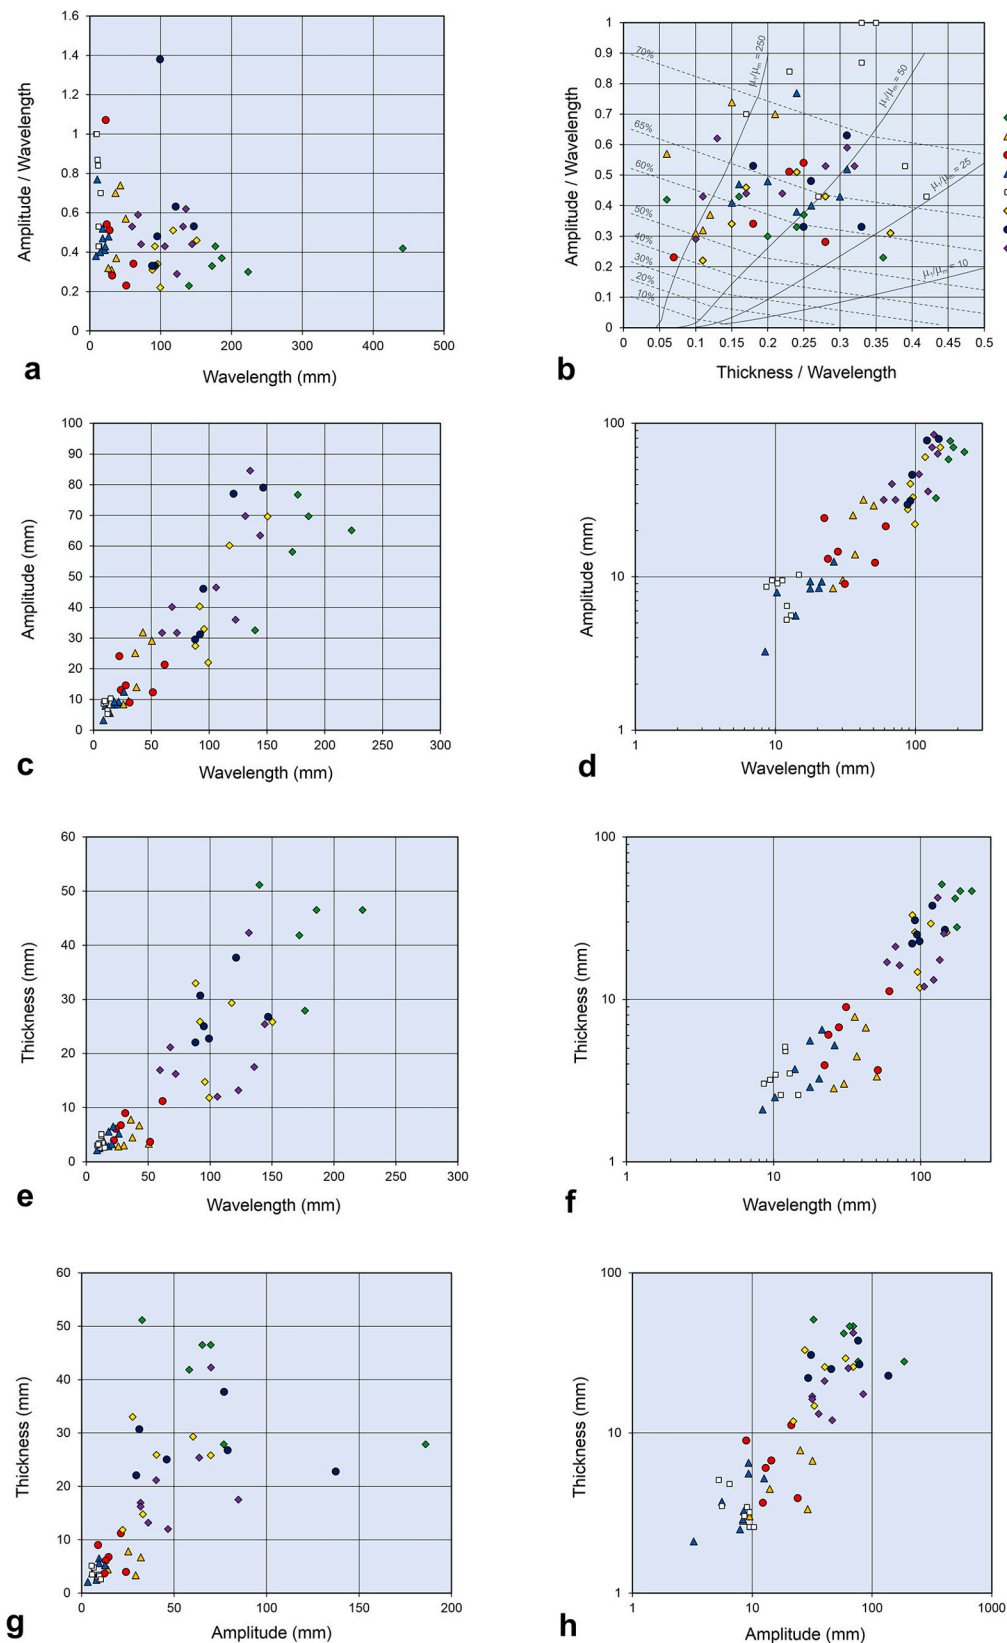 1.6
1.4
1.2
1
0.8
0.6
0.4
0.2
0
Amplitude / Wavelength
0 100 200 300 400 500
Wavelength (mm)
a
1
0.9
0.8
0.7
0.6
0.5
0.4
0.3
0.2
0.1
0
Amplitude / Wavelength
70%
65%
60%
50%
40%
30%
20%
10%
μ₁/μₘ = 250
μ₁/μₘ = 50
μ₁/μₘ = 25
μ₁/μₘ = 10
0 0.05 0.1 0.15 0.2 0.25 0.3 0.35 0.4 0.45 0.5
Thickness / Wavelength
b
100
90
80
70
60
50
40
30
20
10
0
Amplitude (mm)
0 50 100 150 200 250 300
Wavelength (mm)
c
100
10
1
Amplitude (mm)
1 10 100
Wavelength (mm)
d
60
50
40
30
20
10
0
Thickness (mm)
0 50 100 150 200 250 300
Wavelength (mm)
e
100
10
1
Thickness (mm)
1 10 100
Wavelength (mm)
f
60
50
40
30
20
10
0
Thickness (mm)
0 50 100 150 200
Amplitude (mm)
g
100
10
1
Thickness (mm)
1 10 100 1000
Amplitude (mm)
h